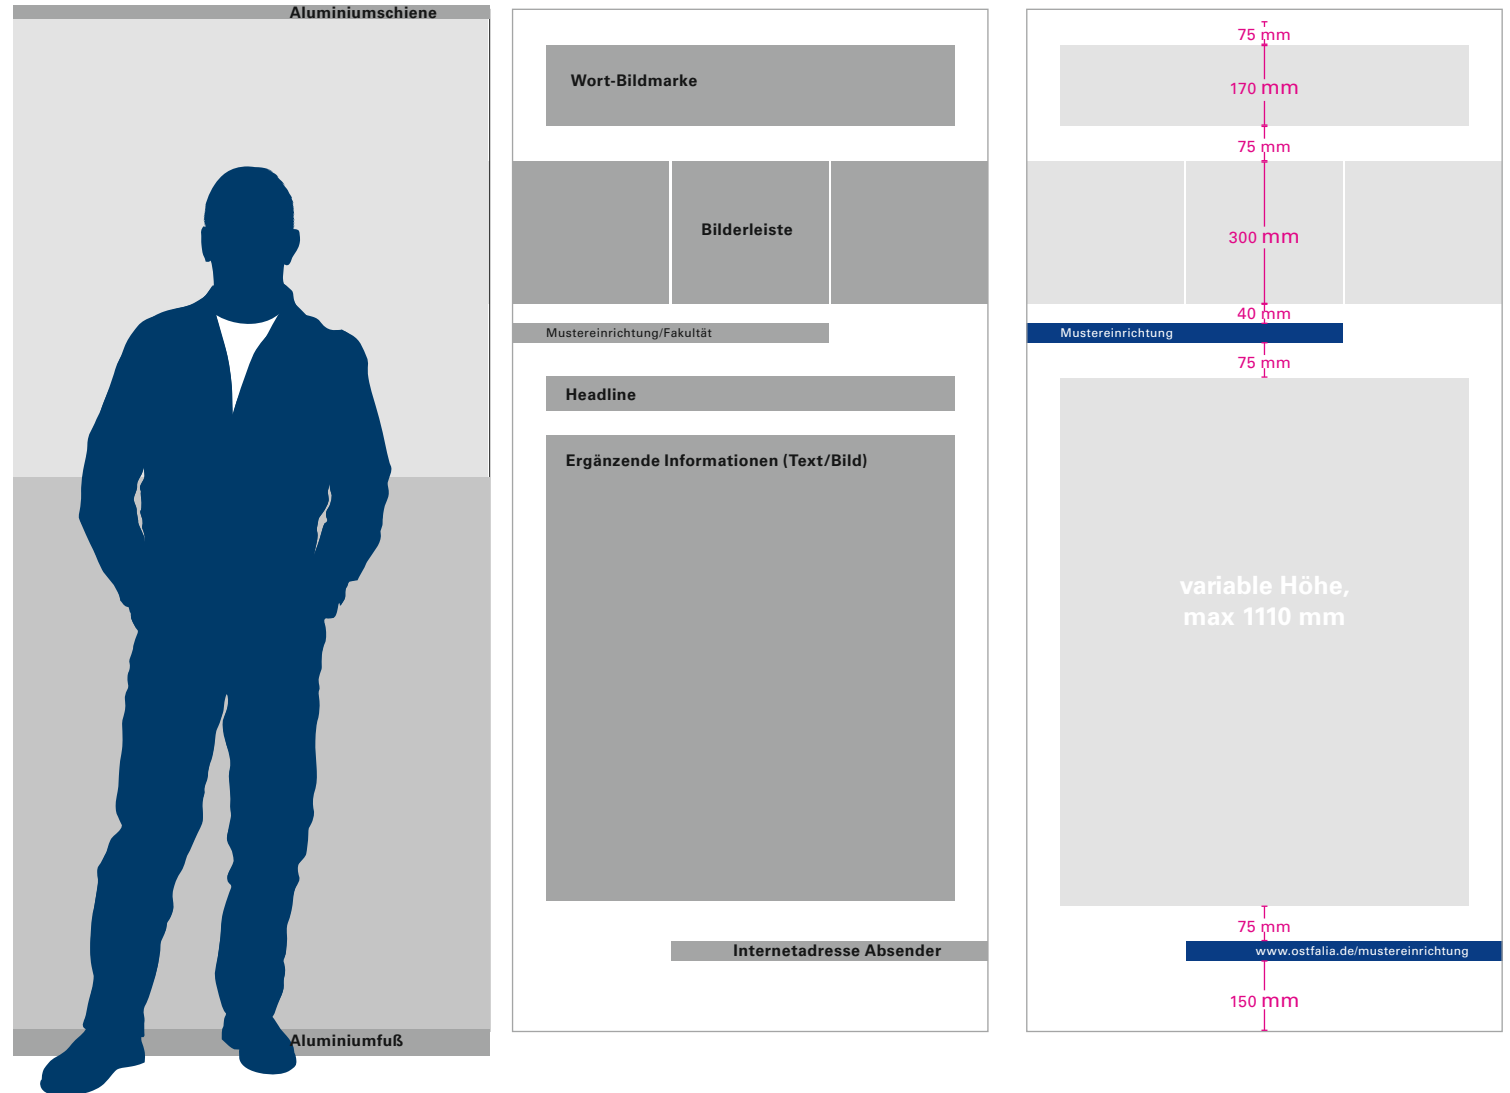 Aluminiumschiene
Aluminiumfuß
Wort-Bildmarke
Bilderleiste
Mustereinrichtung/Fakultät
Headline
Ergänzende Informationen (Text/Bild)
Internetadresse Absender
75 mm
170 mm
75 mm
300 mm
40 mm
Mustereinrichtung
75 mm
variable Höhe,
max 1110 mm
75 mm
www.ostfalia.de/mustereinrichtung
150 mm